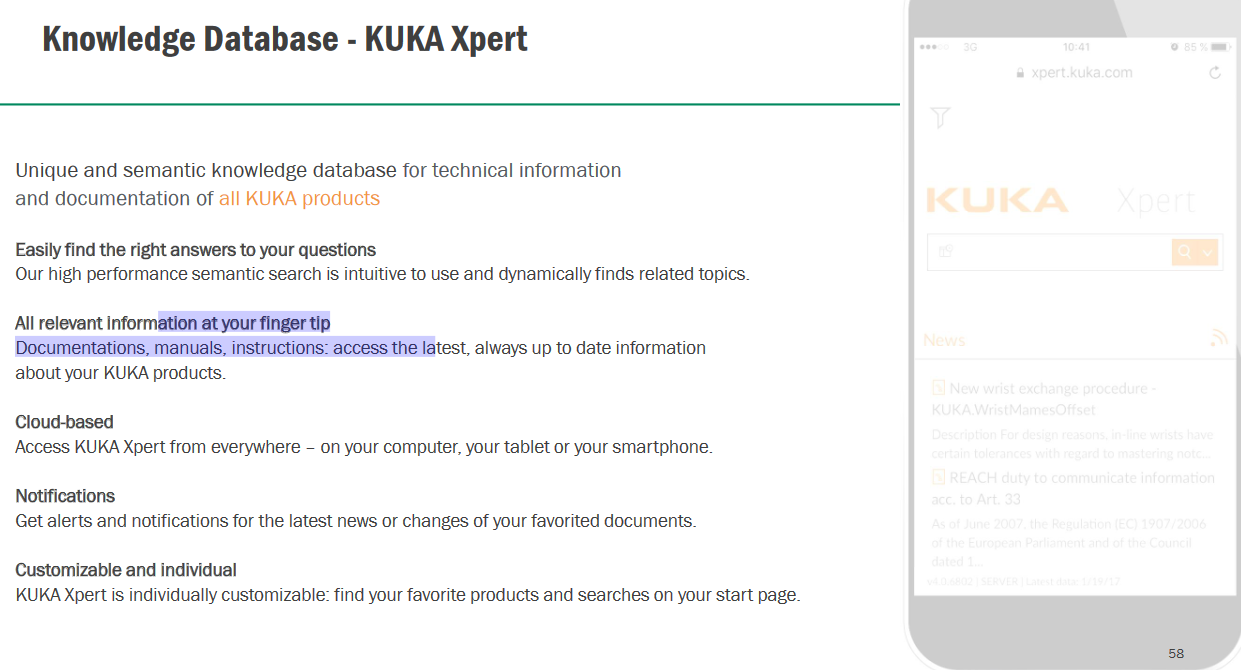 Knowledge Database - KUKA Xpert
Unique and semantic knowledge database for technical information
and documentation of all KUKA products
Easily find the right answers to your questions
Our high performance semantic search is intuitive to use and dynamically finds related topics.
All relevant information at your finger tip
Documentations, manuals, instructions: access the latest, always up to date information
about your KUKA products.
Cloud-based
Access KUKA Xpert from everywhere – on your computer, your tablet or your smartphone.
Notifications
Get alerts and notifications for the latest news or changes of your favorited documents.
Customizable and individual
KUKA Xpert is individually customizable: find your favorite products and searches on your start page.
3G 10:41 85 %
xpert.kuka.com
KUKA Xpert
News
New wrist exchange procedure -
KUKA.WristMamesOffset
Description For design reasons, in-line wrists have
certain tolerances with regard to mastering notc...
REACH duty to communicate information
acc. to Art. 33
As of June 2007, the Regulation (EC) 1907/2006
of the European Parliament and of the Council
dated 1...
SERVER | Latest date: 1/19/17
58